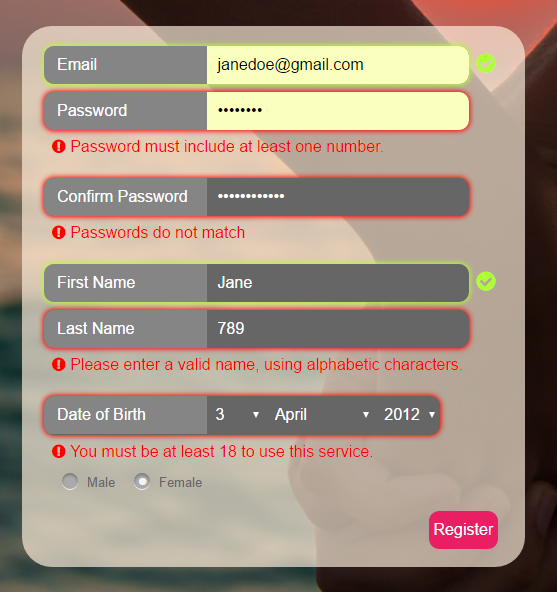 Email janedoe@gmail.com
Password ••••••••
Password must include at least one number.
Confirm Password ••••••••••••
Passwords do not match
First Name Jane
Last Name 789
Please enter a valid name, using alphabetic characters.
Date of Birth 3 April 2012
You must be at least 18 to use this service.
Male Female
Register